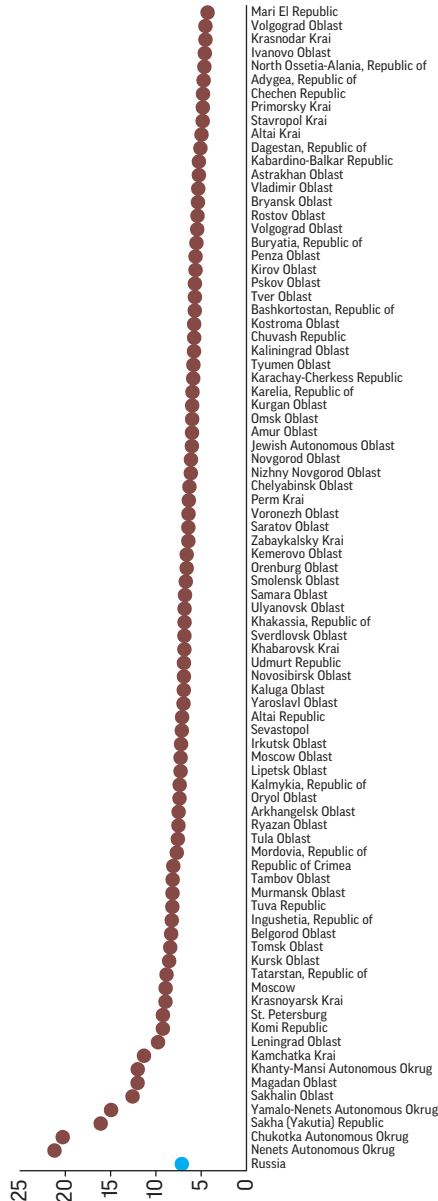 Mari El Republic
Volgograd Oblast
Krasnodar Krai
Ivanovo Oblast
North Ossetia-Alania, Republic of
Adygea, Republic of
Chechen Republic
Primorsky Krai
Stavropol Krai
Altai Krai
Dagestan, Republic of
Kabardino-Balkar Republic
Astrakhan Oblast
Vladimir Oblast
Bryansk Oblast
Rostov Oblast
Volgograd Oblast
Buryatia, Republic of
Penza Oblast
Kirov Oblast
Pskov Oblast
Tver Oblast
Bashkortostan, Republic of
Kostroma Oblast
Chuvash Republic
Kaliningrad Oblast
Tyumen Oblast
Karachay-Cherkess Republic
Karelia, Republic of
Kurgan Oblast
Omsk Oblast
Amur Oblast
Jewish Autonomous Oblast
Novgorod Oblast
Nizhny Novgorod Oblast
Chelyabinsk Oblast
Perm Krai
Voronezh Oblast
Saratov Oblast
Zabaykalsky Krai
Kemerovo Oblast
Orenburg Oblast
Smolensk Oblast
Samara Oblast
Ulyanovsk Oblast
Khakassia, Republic of
Sverdlovsk Oblast
Khabarovsk Krai
Udmurt Republic
Novosibirsk Oblast
Kaluga Oblast
Yaroslavl Oblast
Altai Republic
Sevastopol
Irkutsk Oblast
Moscow Oblast
Lipetsk Oblast
Kalmykia, Republic of
Oryol Oblast
Arkhangelsk Oblast
Ryazan Oblast
Tula Oblast
Mordovia, Republic of
Republic of Crimea
Tambov Oblast
Murmansk Oblast
Tuva Republic
Ingushetia, Republic of
Belgorod Oblast
Tomsk Oblast
Kursk Oblast
Tatarstan, Republic of
Moscow
Krasnoyarsk Krai
St. Petersburg
Komi Republic
Leningrad Oblast
Kamchatka Krai
Khanty-Mansi Autonomous Okrug
Magadan Oblast
Sakhalin Oblast
Yamalo-Nenets Autonomous Okrug
Sakha (Yakutia) Republic
Chukotka Autonomous Okrug
Nenets Autonomous Okrug
Russia
25
20
15
10
5
0